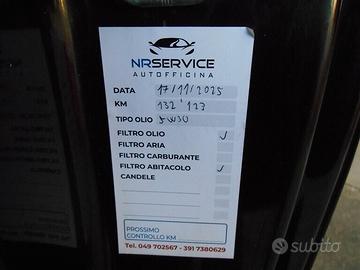 NRSERVICE
AUTOFFICINA
DATA 17/11/2025
KM 132'127
TIPO OLIO 5W30
FILTRO OLIO ✓
FILTRO ARIA
FILTRO CARBURANTE
FILTRO ABITACOLO ✓
CANDELE
PROSSIMO
CONTROLLO KM
Tel. 049 702567 - 391 7380629
subito